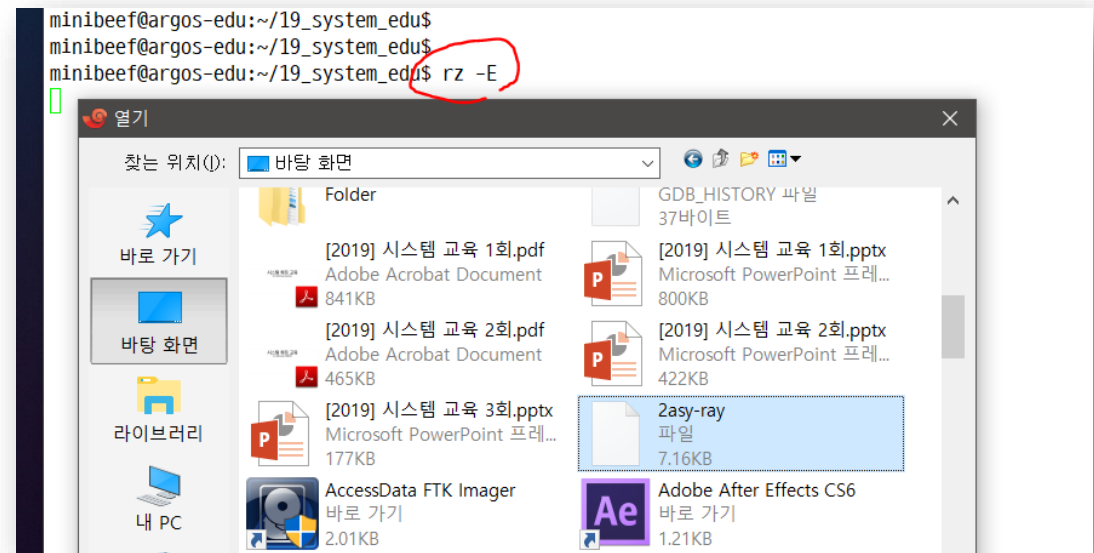 minibeef@argos-edu:~/19_system_edu$
minibeef@argos-edu:~/19_system_edu$
minibeef@argos-edu:~/19_system_edu$ rz -E
열기
찾는 위치(I): 바탕 화면
바로 가기
바탕 화면
라이브러리
내 PC
Folder
GDB_HISTORY 파일
37바이트
[2019] 시스템 교육 1회.pdf
Adobe Acrobat Document
841KB
[2019] 시스템 교육 1회.pptx
Microsoft PowerPoint 프레...
800KB
[2019] 시스템 교육 2회.pdf
Adobe Acrobat Document
465KB
[2019] 시스템 교육 2회.pptx
Microsoft PowerPoint 프레...
422KB
[2019] 시스템 교육 3회.pptx
Microsoft PowerPoint 프레...
177KB
2asy-ray
파일
7.16KB
AccessData FTK Imager
바로 가기
2.01KB
Ae
Adobe After Effects CS6
바로 가기
1.21KB